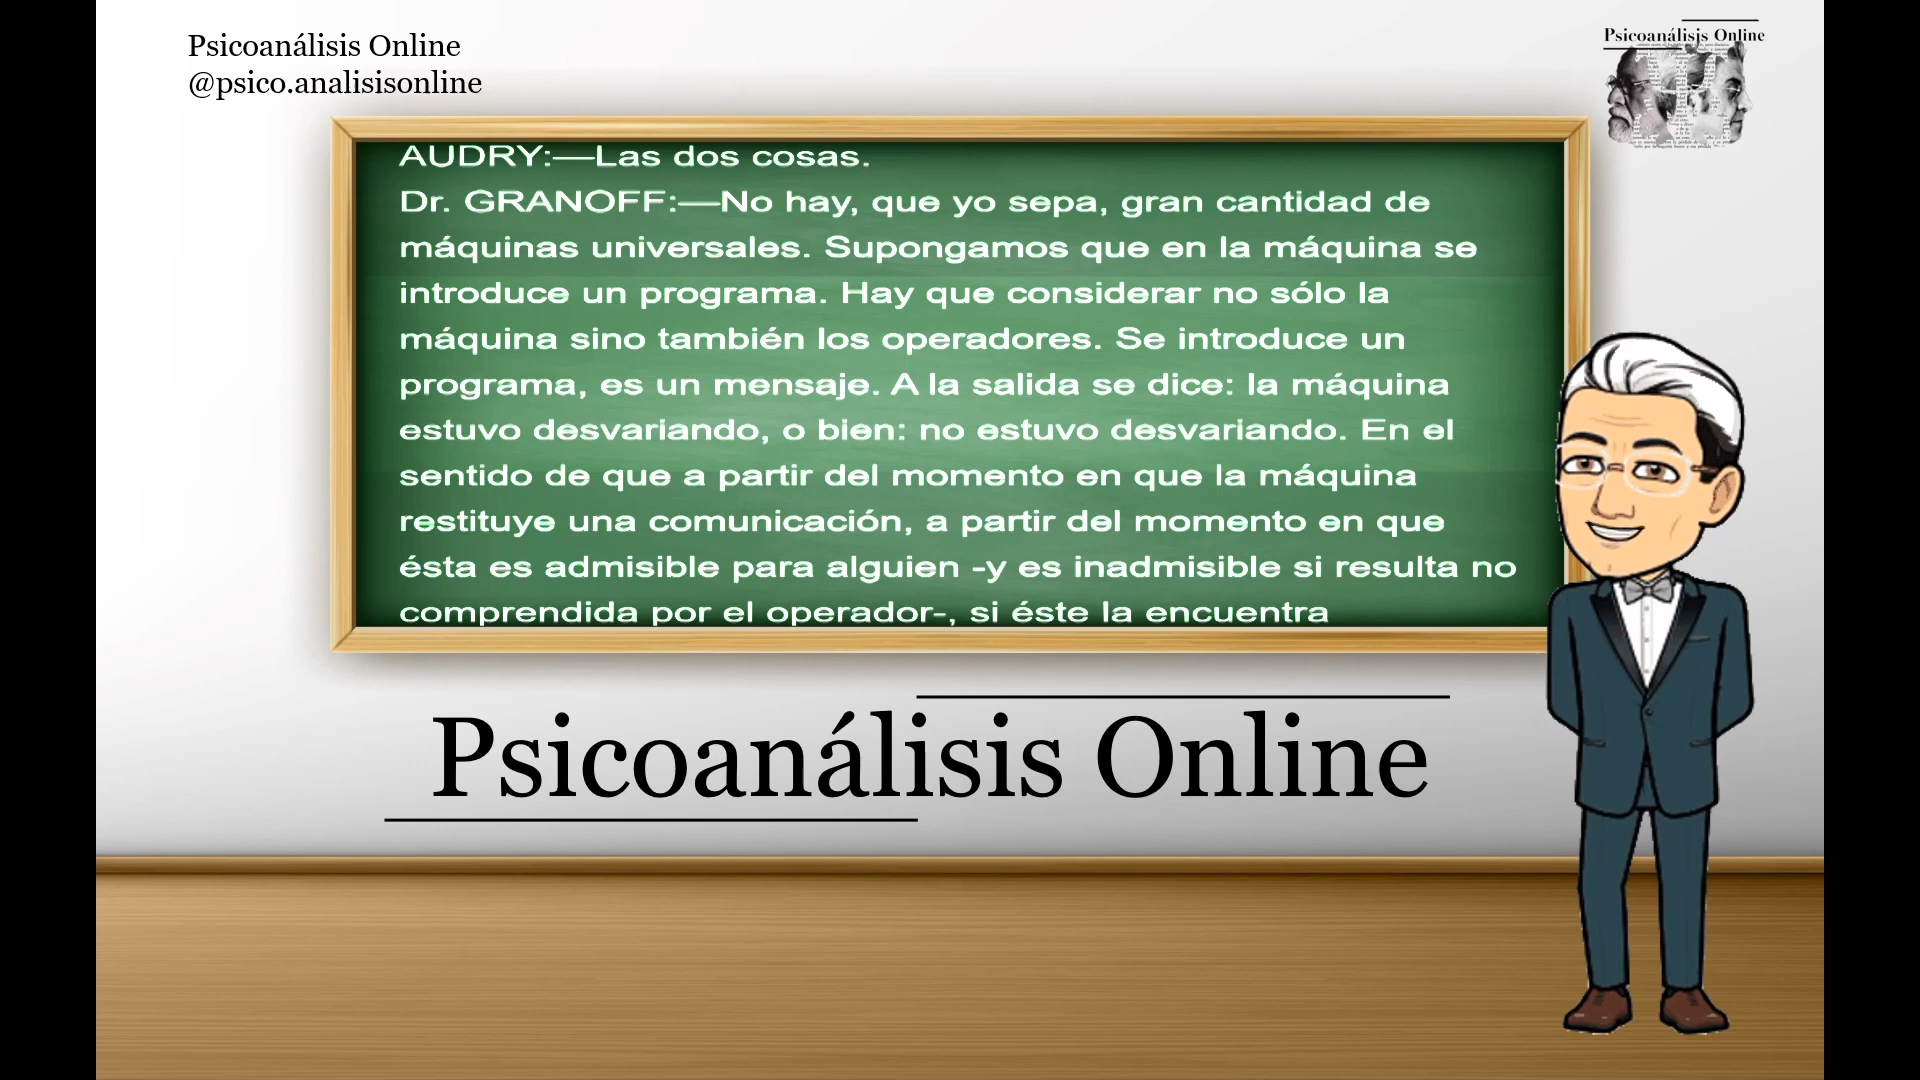 Psicoanálisis Online
@psico.analisisonline
Psicoanálisis Online
AUDRY:—Las dos cosas.
Dr. GRANOFF:—No hay, que yo sepa, gran cantidad de
máquinas universales. Supongamos que en la máquina se
introduce un programa. Hay que considerar no sólo la
máquina sino también los operadores. Se introduce un
programa, es un mensaje. A la salida se dice: la máquina
estuvo desvariando, o bien: no estuvo desvariando. En el
sentido de que a partir del momento en que la máquina
restituye una comunicación, a partir del momento en que
ésta es admisible para alguien -y es inadmisible si resulta no
comprendida por el operador-, si éste la encuentra
Psicoanálisis Online